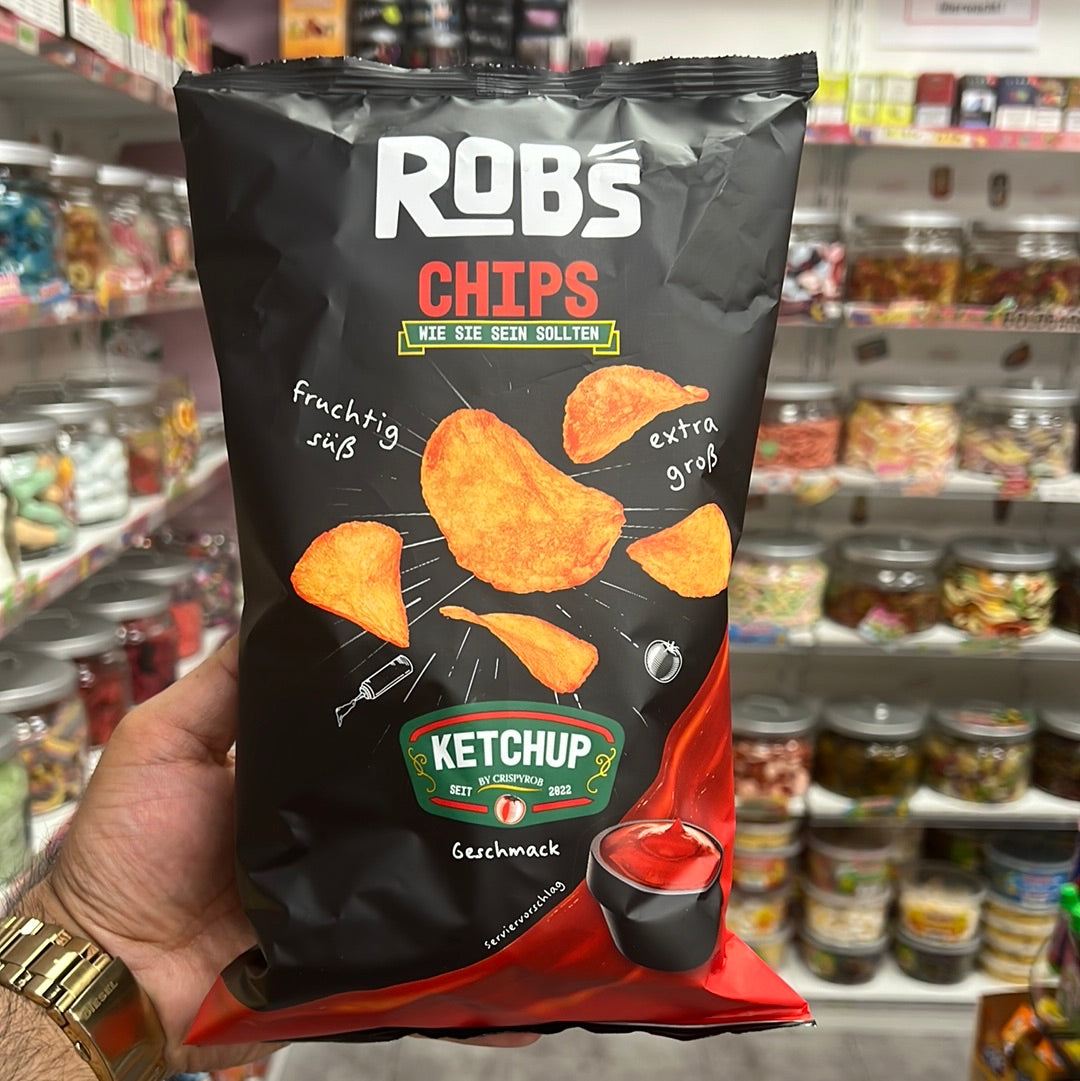 ROB'S
CHIPS
WIE SIE SEIN SOLLTEN
fruchtig
süß
extra
groß
KETCHUP
BY CRISPYROB
SEIT 2022
Geschmack
serviervorschlag
DIESEL